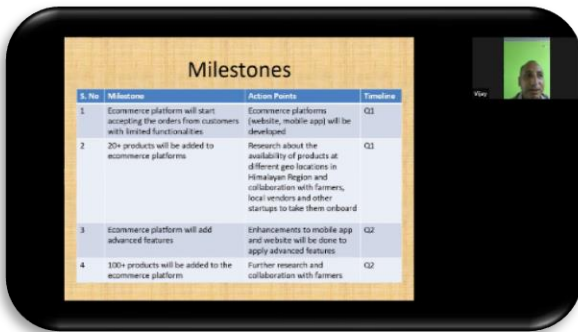 Milestones
S. No Milestone Action Points Timeline
1 Ecommerce platform will start Ecommerce platforms Q1
accepting the orders from customers (website, mobile app) will be
with limited functionalities developed
2 20+ products will be added to Research about the Q1
ecommerce platforms availability of products at
different geo locations in
Himalayan Region and
collaboration with farmers,
local vendors and other
startups to take them onboard
3 Ecommerce platform will add Enhancements to mobile app Q2
advanced features and website will be done to
apply advanced features
4 100+ products will be added to the Further research and Q2
ecommerce platform collaboration with farmers
Vijay